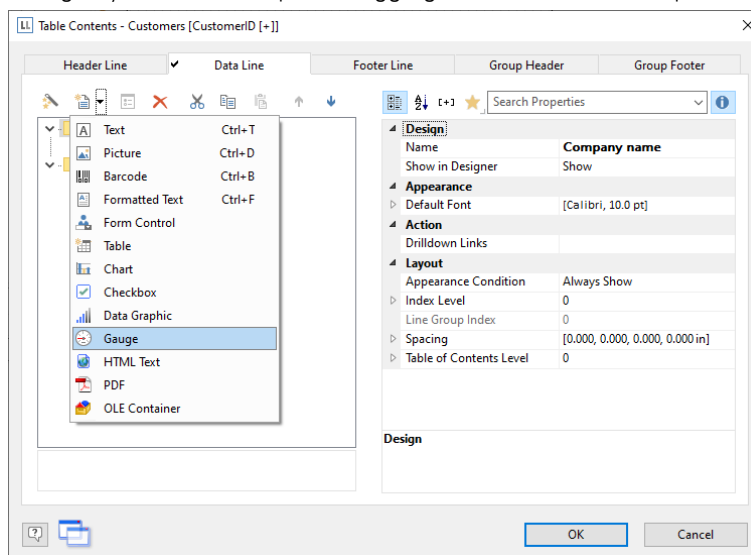 LL Table Contents - Customers [CustomerID [+]]
Header Line
Data Line
Footer Line
Group Header
Group Footer
Search Properties
Text Ctrl+T
Picture Ctrl+D
Barcode Ctrl+B
Formatted Text Ctrl+F
Form Control
Table
Chart
Checkbox
Data Graphic
Gauge
HTML Text
PDF
OLE Container
Design
Name Company name
Show in Designer Show
Appearance
Default Font [Calibri, 10.0 pt]
Action
Drilldown Links
Layout
Appearance Condition Always Show
Index Level 0
Line Group Index 0
Spacing [0.000, 0.000, 0.000, 0.000 in]
Table of Contents Level 0
Design
OK
Cancel